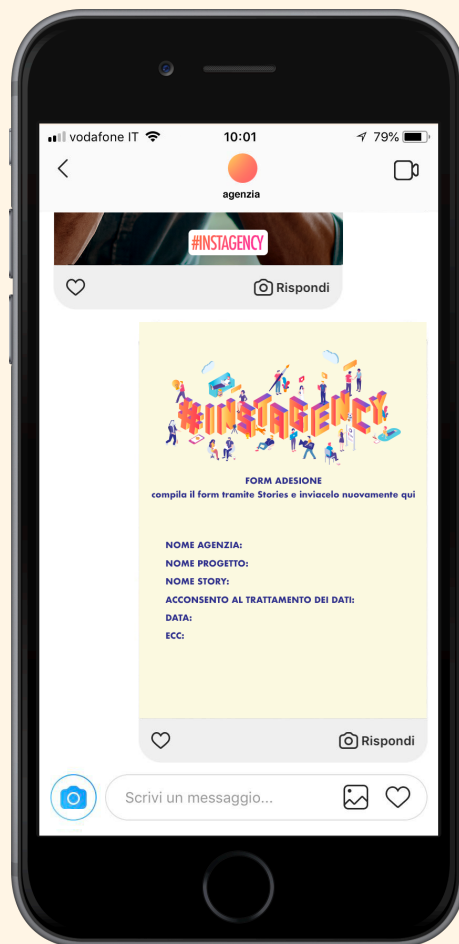 vodafone IT
10:01
79%
agenzia
#INSTAGENCY
Rispondi
#INSTAGENCY
FORM ADESIONE
compila il form tramite Stories e inviacelo nuovamente qui
NOME AGENZIA:
NOME PROGETTO:
NOME STORY:
ACCONSENTO AL TRATTAMENTO DEI DATI:
DATA:
ECC:
Rispondi
Scrivi un messaggio...